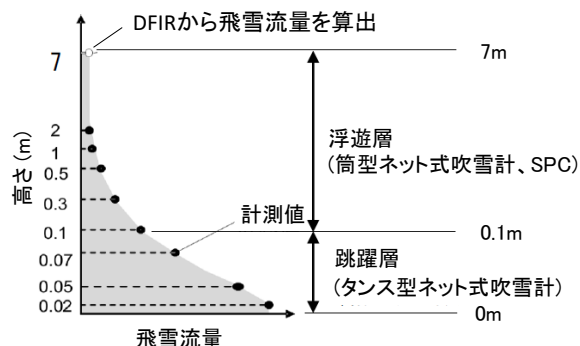 DFIRから飛雪流量を算出
7
7m
高さ (m)
2
1
0.5
0.3
0.1
0.07
0.05
0.02
計測値
浮遊層
(筒型ネット式吹雪計、SPC)
0.1m
跳躍層
(タンス型ネット式吹雪計)
0m
飛雪流量